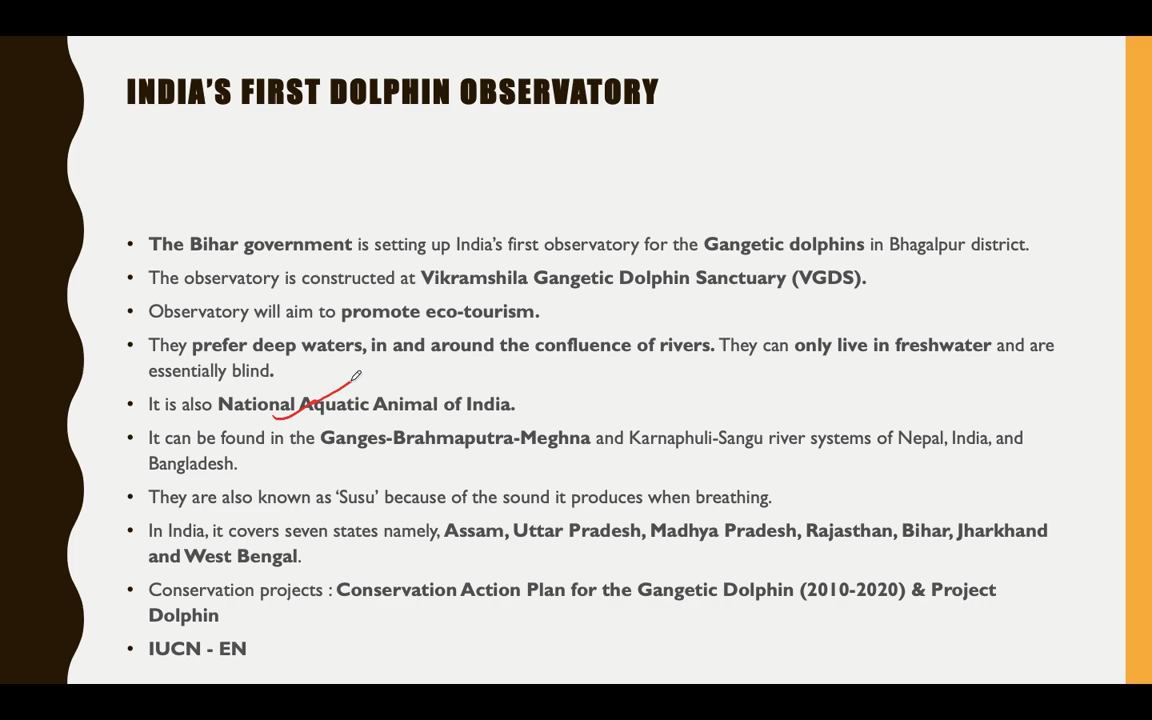 INDIA’S FIRST DOLPHIN OBSERVATORY
• The Bihar government is setting up India’s first observatory for the Gangetic dolphins in Bhagalpur district.
• The observatory is constructed at Vikramshila Gangetic Dolphin Sanctuary (VGDS).
• Observatory will aim to promote eco-tourism.
• They prefer deep waters, in and around the confluence of rivers. They can only live in freshwater and are
essentially blind.
• It is also National Aquatic Animal of India.
• It can be found in the Ganges-Brahmaputra-Meghna and Karnaphuli-Sangu river systems of Nepal, India, and
Bangladesh.
• They are also known as ‘Susu’ because of the sound it produces when breathing.
• In India, it covers seven states namely, Assam, Uttar Pradesh, Madhya Pradesh, Rajasthan, Bihar, Jharkhand
and West Bengal.
• Conservation projects : Conservation Action Plan for the Gangetic Dolphin (2010-2020) & Project
Dolphin
• IUCN - EN